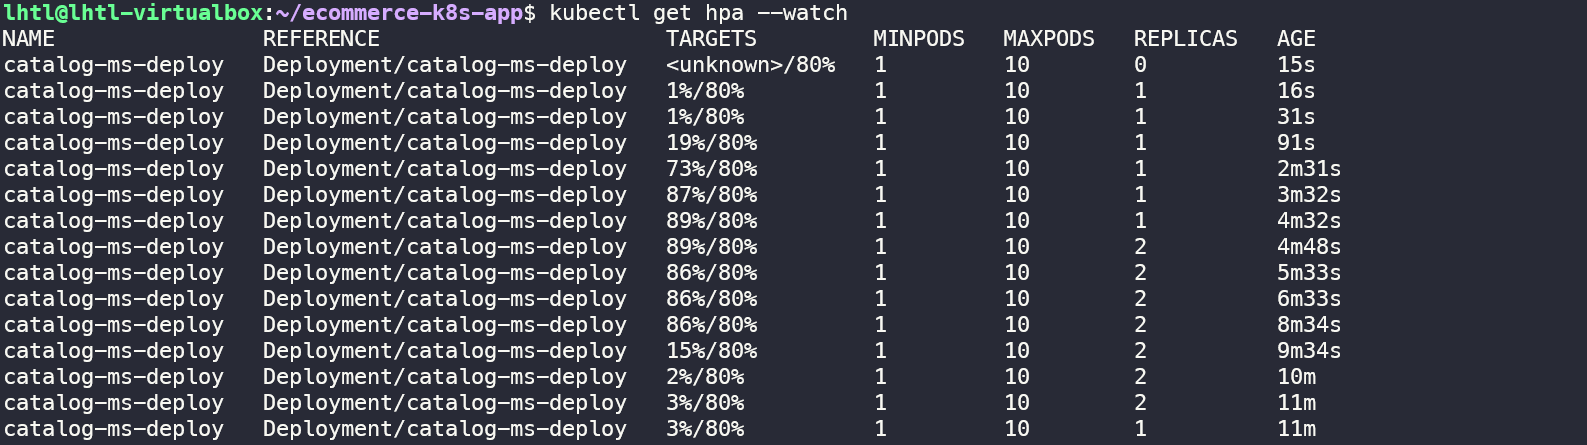 lhtl@lhtl-virtualbox:~/ecommerce-k8s-app$ kubectl get hpa --watch
NAME REFERENCE TARGETS MINPODS MAXPODS REPLICAS AGE
catalog-ms-deploy Deployment/catalog-ms-deploy <unknown>/80% 1 10 0 15s
catalog-ms-deploy Deployment/catalog-ms-deploy 1%/80% 1 10 1 16s
catalog-ms-deploy Deployment/catalog-ms-deploy 1%/80% 1 10 1 31s
catalog-ms-deploy Deployment/catalog-ms-deploy 19%/80% 1 10 1 91s
catalog-ms-deploy Deployment/catalog-ms-deploy 73%/80% 1 10 1 2m31s
catalog-ms-deploy Deployment/catalog-ms-deploy 87%/80% 1 10 1 3m32s
catalog-ms-deploy Deployment/catalog-ms-deploy 89%/80% 1 10 1 4m32s
catalog-ms-deploy Deployment/catalog-ms-deploy 89%/80% 1 10 2 4m48s
catalog-ms-deploy Deployment/catalog-ms-deploy 86%/80% 1 10 2 5m33s
catalog-ms-deploy Deployment/catalog-ms-deploy 86%/80% 1 10 2 6m33s
catalog-ms-deploy Deployment/catalog-ms-deploy 86%/80% 1 10 2 8m34s
catalog-ms-deploy Deployment/catalog-ms-deploy 15%/80% 1 10 2 9m34s
catalog-ms-deploy Deployment/catalog-ms-deploy 2%/80% 1 10 2 10m
catalog-ms-deploy Deployment/catalog-ms-deploy 3%/80% 1 10 2 11m
catalog-ms-deploy Deployment/catalog-ms-deploy 3%/80% 1 10 1 11m